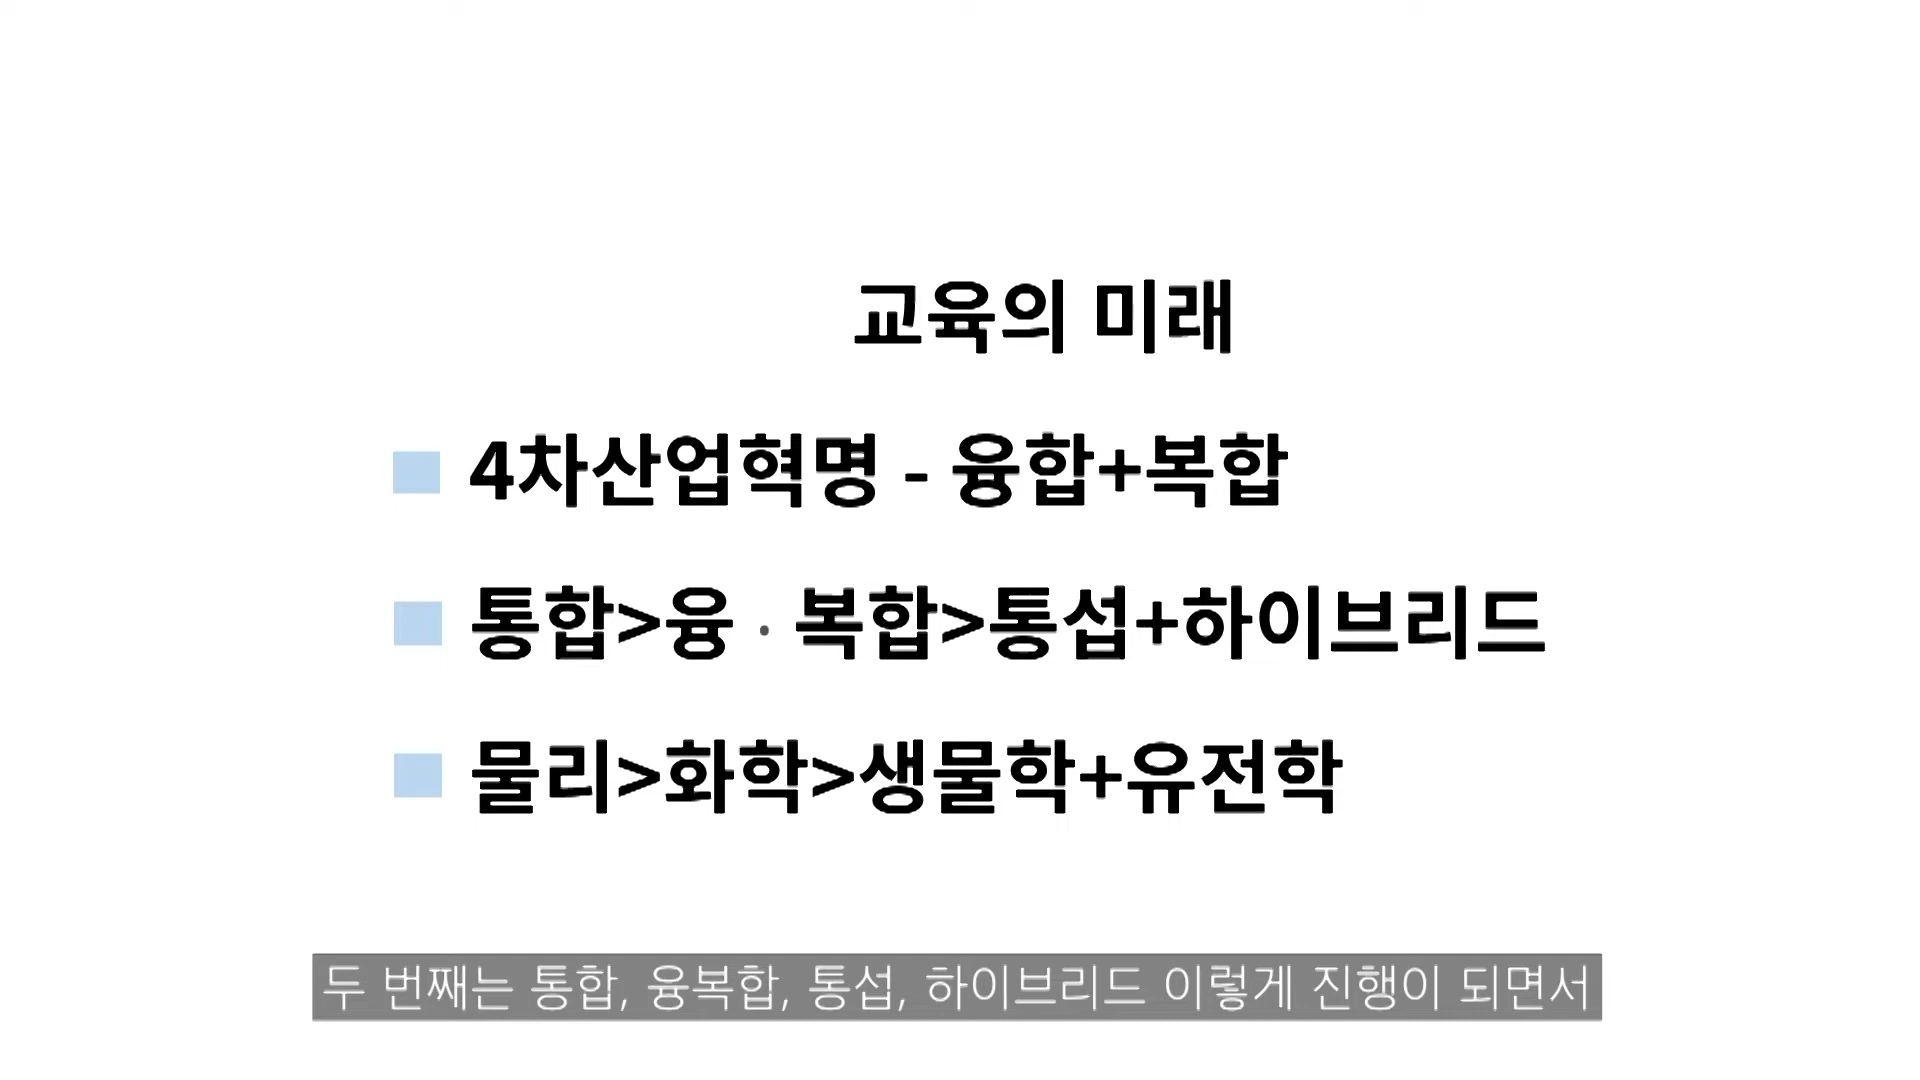 교육의 미래
4차산업혁명 - 융합+복합
통합>융 · 복합>통섭+하이브리드
물리>화학>생물학+유전학
두 번째는 통합, 융복합, 통섭, 하이브리드 이렇게 진행이 되면서